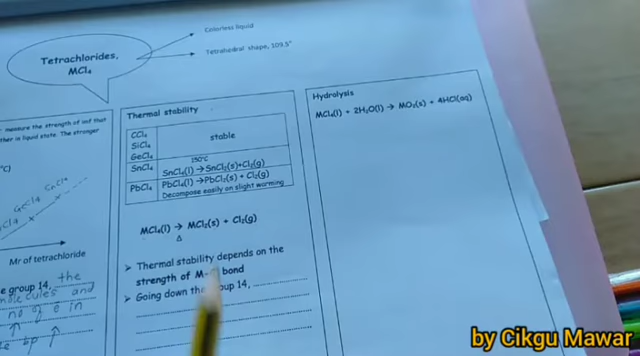 Colorless liquid
Tetrachlorides,
MCl₄
Tetrahedral shape, 109.5°
Thermal stability
Hydrolysis
measure the strength of vwf that
ther in liquid state. The stronger
CCl₄
SiCl₄
GeCl₄
stable
SnCl₄
150°C
SnCl₄(l) → SnCl₂(s)+Cl₂(g)
PbCl₄
PbCl₄(l) → PbCl₂(s) + Cl₂(g)
Decompose easily on slight warming
MCl₄(l) + 2H₂O(l) → MO₂(s) + 4HCl(aq)
°C)
GeCl₄
SnCl₄
Mr of tetrachloride
MCl₄(l) → MCl₂(s) + Cl₂(g)
Δ
➢ Thermal stability depends on the
strength of M- bond
➢ Going down the group 14,
e group 14, the
molecules and
no of e in
↑
by ↑
by Cikgu Mawar